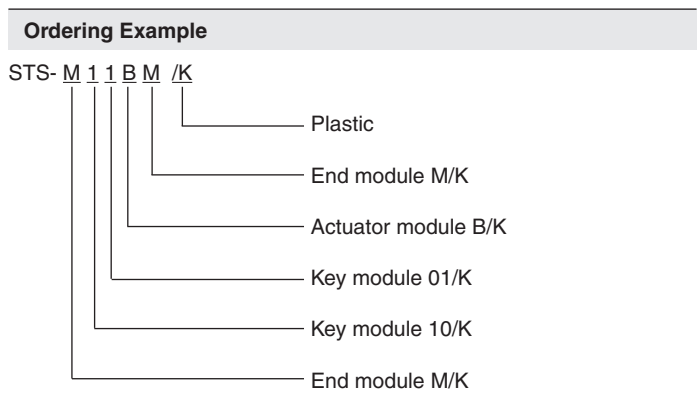 Ordering Example
STS- M 1 1 B M /K
Plastic
End module M/K
Actuator module B/K
Key module 01/K
Key module 10/K
End module M/K